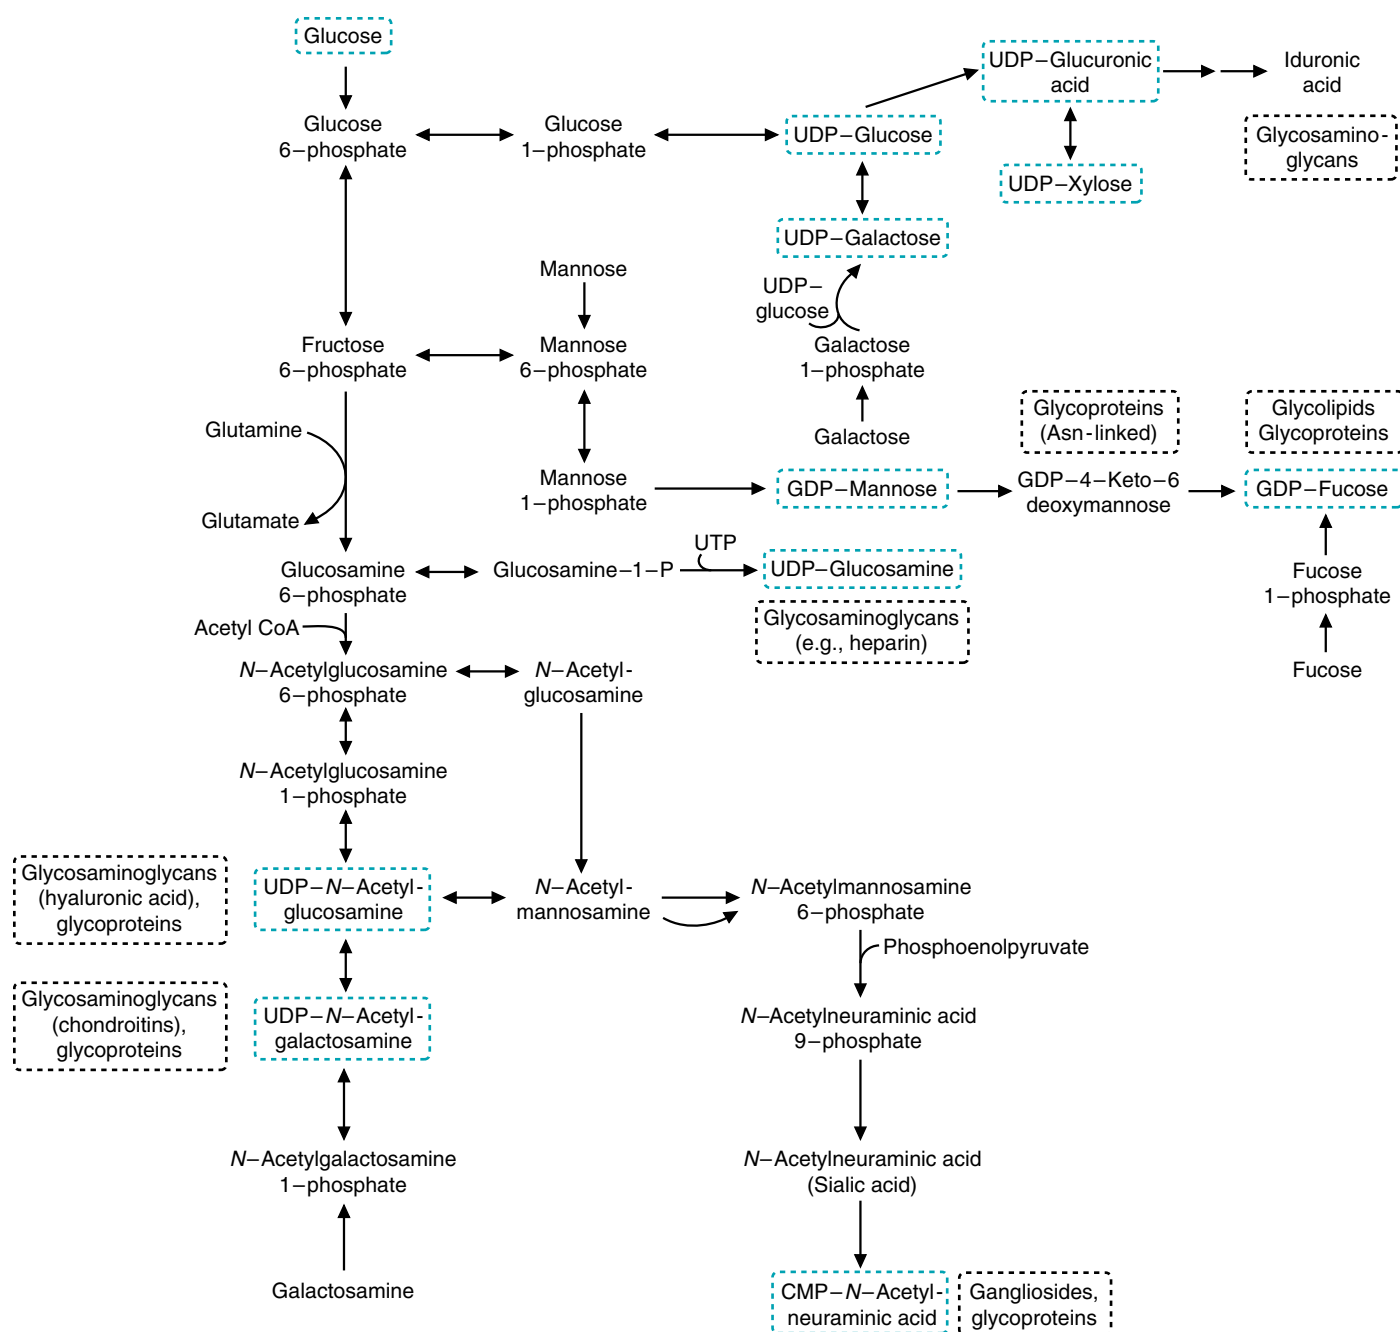 Glucose
UDP–Glucuronic
acid
Iduronic
acid
Glucose
6–phosphate
Glucose
1–phosphate
UDP–Glucose
Glycosamino-
glycans
UDP–Xylose
UDP–Galactose
Mannose
UDP–
glucose
Fructose
6–phosphate
Mannose
6–phosphate
Galactose
1–phosphate
Galactose
Glutamine
Glutamate
Glycoproteins
(Asn-linked)
Glycolipids
Glycoproteins
Mannose
1–phosphate
GDP–Mannose
GDP–4–Keto–6
deoxymannose
GDP–Fucose
Glucosamine
6–phosphate
Glucosamine–1–P
UTP
UDP–Glucosamine
Glycosaminoglycans
(e.g., heparin)
Fucose
1–phosphate
Fucose
Acetyl CoA
N–Acetylglucosamine
6–phosphate
N–Acetyl-
glucosamine
N–Acetylglucosamine
1–phosphate
Glycosaminoglycans
(hyaluronic acid),
glycoproteins
UDP–N–Acetyl-
glucosamine
N–Acetyl-
mannosamine
N–Acetylmannosamine
6–phosphate
Phosphoenolpyruvate
Glycosaminoglycans
(chondroitins),
glycoproteins
UDP–N–Acetyl-
galactosamine
N–Acetylneuraminic acid
9–phosphate
N–Acetylgalactosamine
1–phosphate
N–Acetylneuraminic acid
(Sialic acid)
Galactosamine
CMP–N–Acetyl-
neuraminic acid
Gangliosides,
glycoproteins